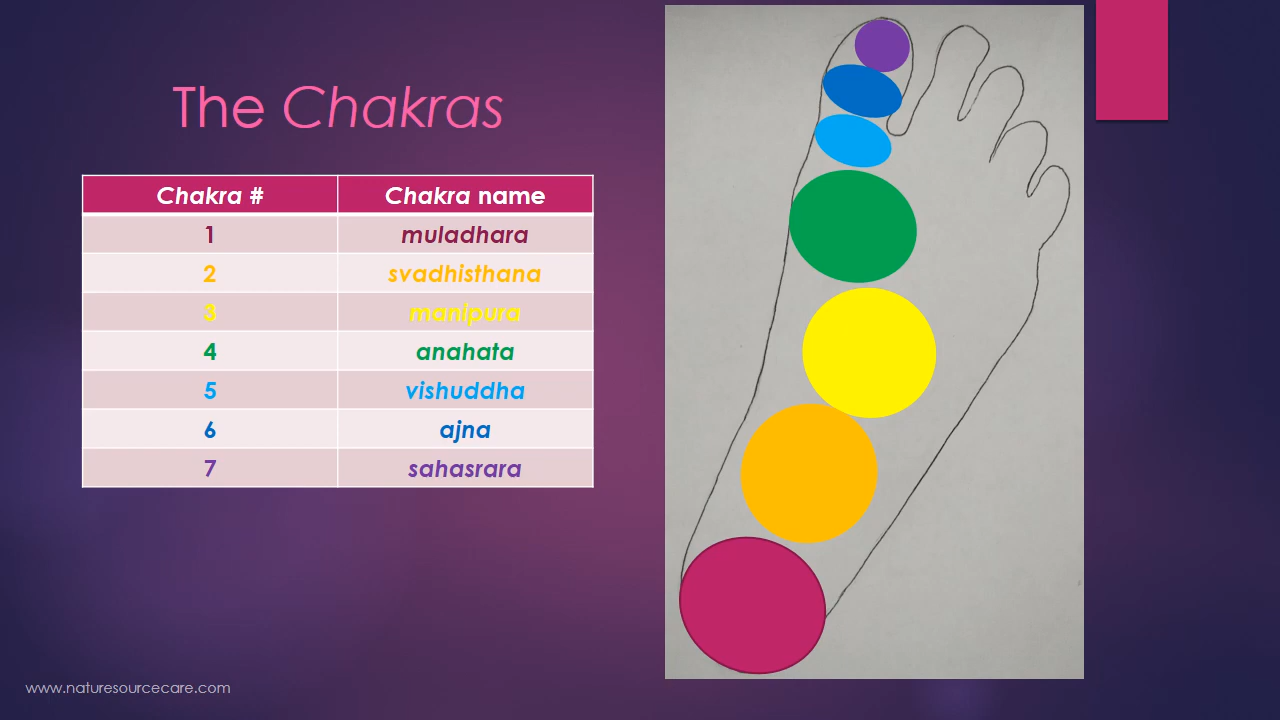 The Chakras
Chakra # Chakra name
1 muladhara
2 svadhisthana
3 manipura
4 anahata
5 vishuddha
6 ajna
7 sahasrara
www.naturesourcecare.com